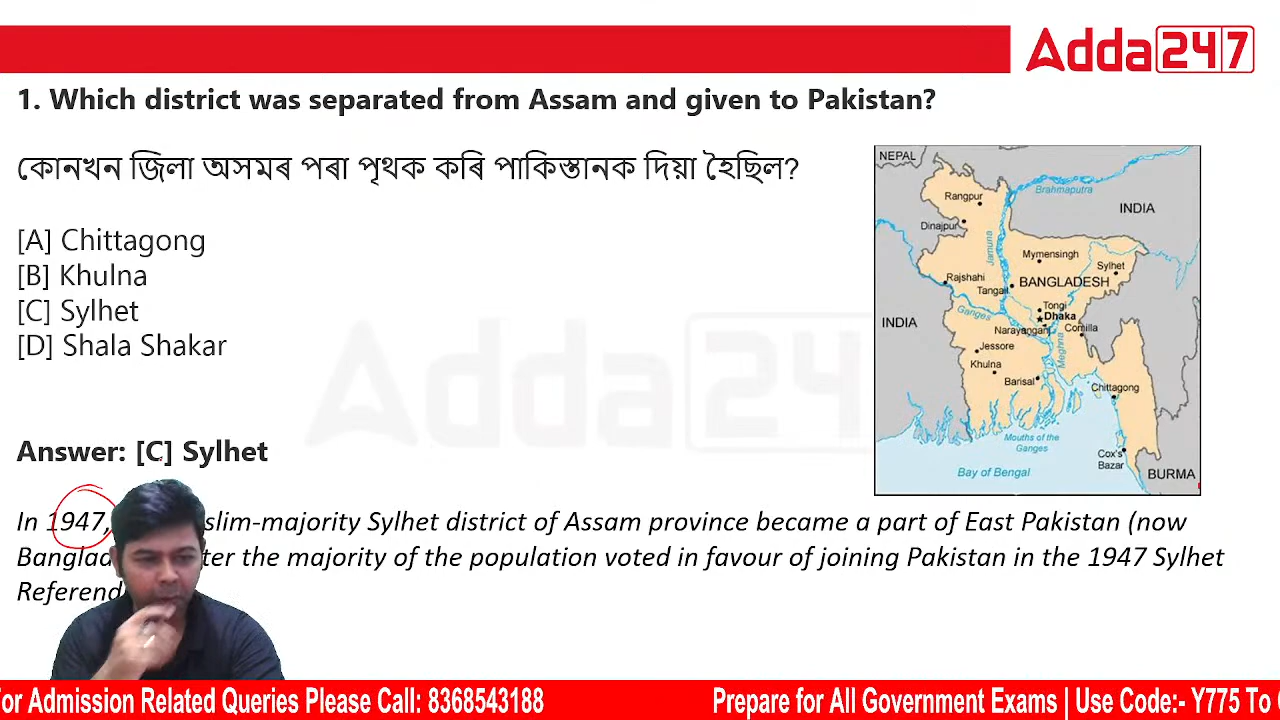 Adda247
1. Which district was separated from Assam and given to Pakistan?
কোনখন জিলা অসমৰ পৰা পৃথক কৰি পাকিস্তানক দিয়া হৈছিল?
[A] Chittagong
[B] Khulna
[C] Sylhet
[D] Shala Shakar
NEPAL
Brahmaputra
Rangpur
INDIA
Dinajpur
Jamuna
Mymensingh
Sylhet
Rajshahi
Tangail
BANGLADESH
Ganges
Tongi
Dhaka
INDIA
Narayanganj
Comilla
Jessore
Meghna
Khulna
Barisal
Chittagong
Mouths of the
Ganges
Cox's
Bazar
Bay of Bengal
BURMA
Adda247
Answer: [C] Sylhet
In 1947, slim-majority Sylhet district of Assam province became a part of East Pakistan (now
Banglad ter the majority of the population voted in favour of joining Pakistan in the 1947 Sylhet
Referend
For Admission Related Queries Please Call: 8368543188
Prepare for All Government Exams | Use Code:- Y775 To